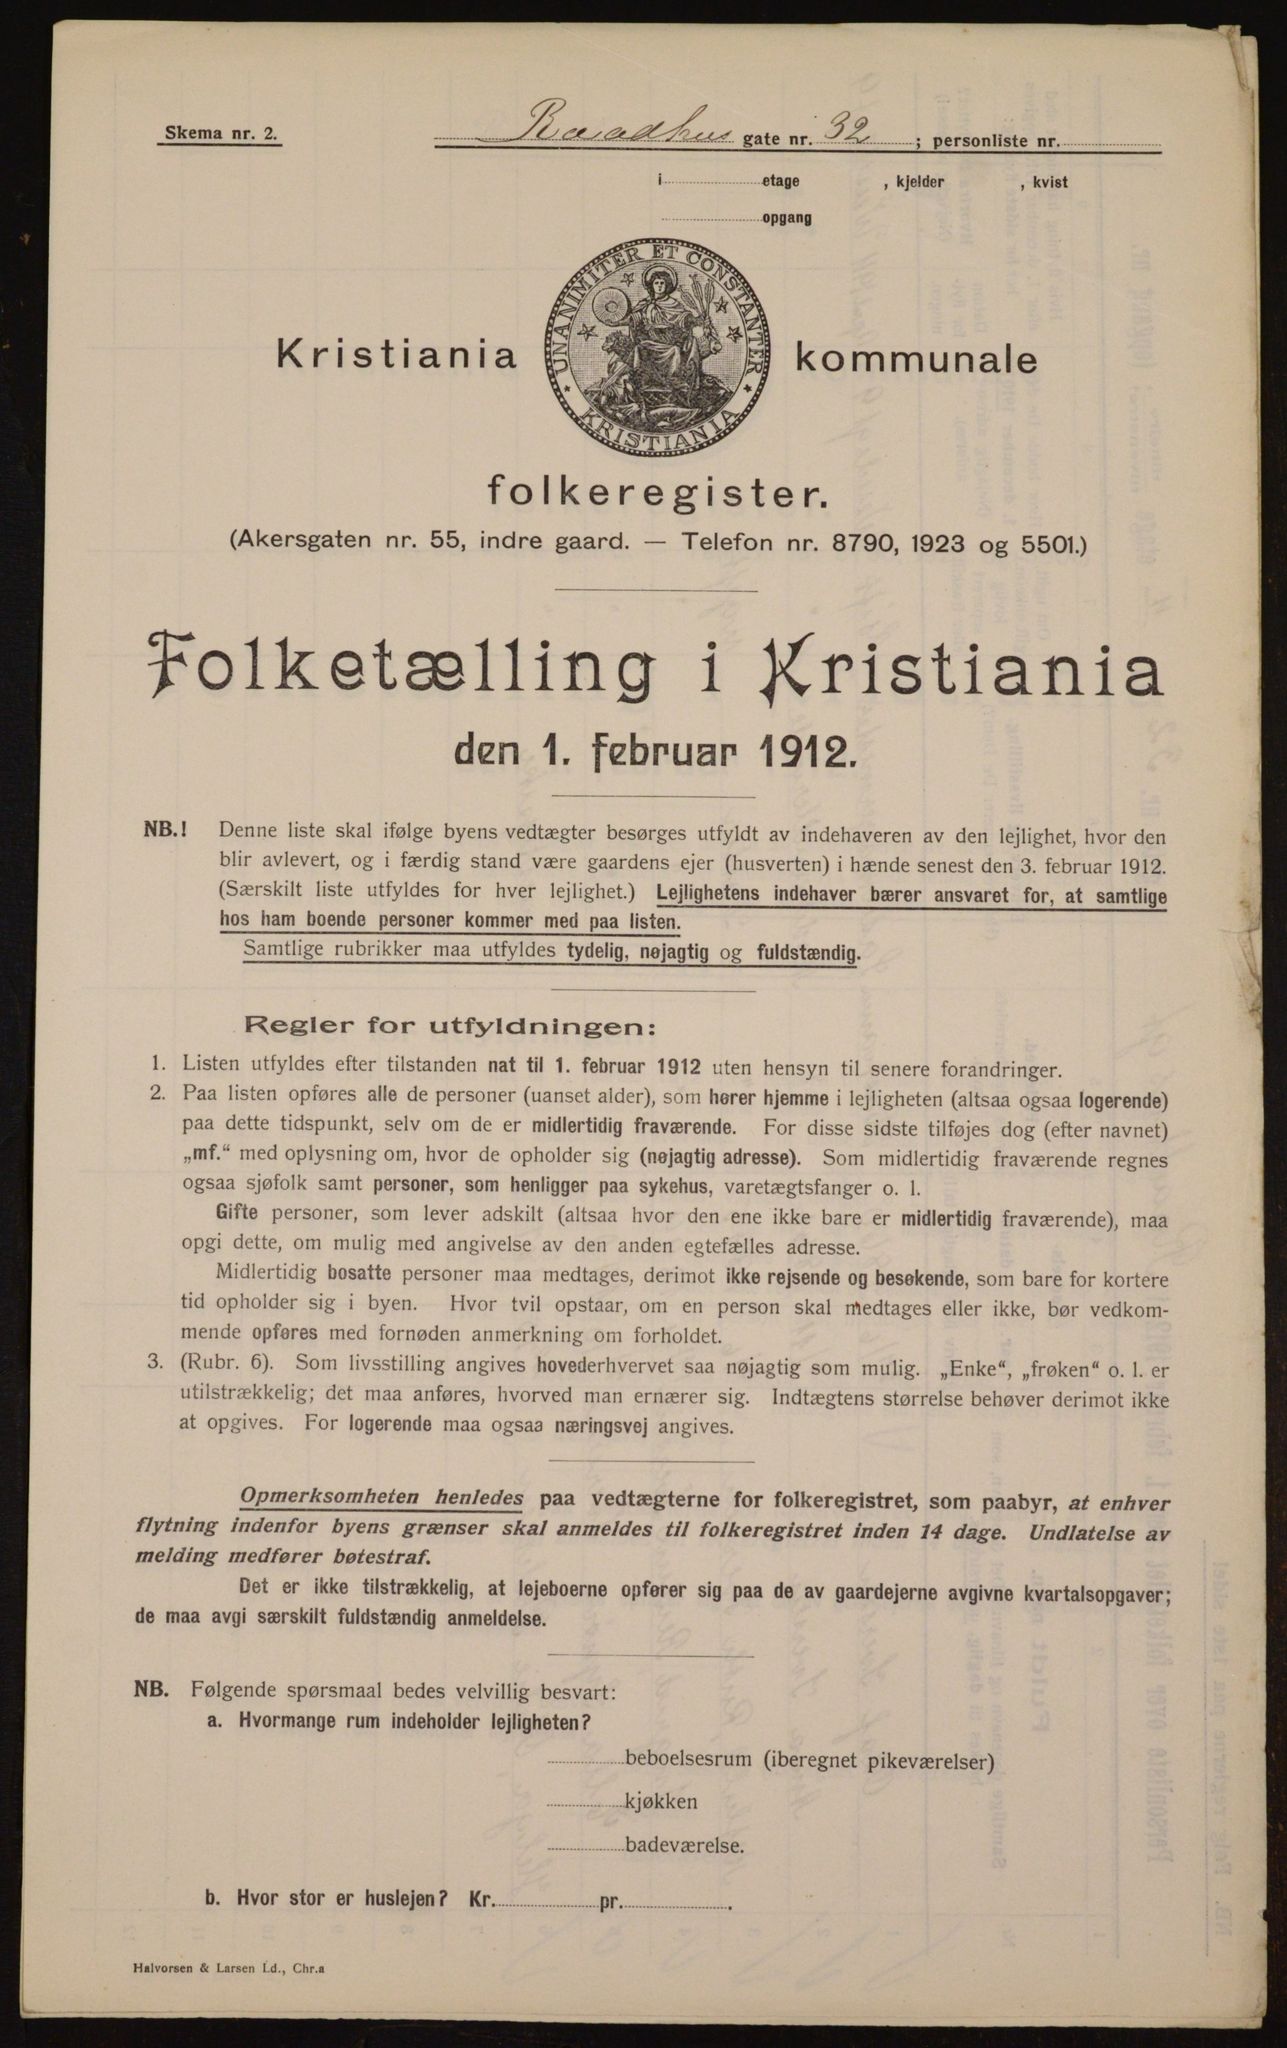 Skema nr. 2.
Raadhus gate nr. 32 ; personliste nr.
i etage , kjelder , kvist
opgang
UNANIMITER ET CONSTANTER
KRISTIANIA
Kristiania kommunale
folkeregister.
(Akersgaten nr. 55, indre gaard. — Telefon nr. 8790, 1923 og 5501.)
Folketælling i Kristiania
den 1. februar 1912.
NB.! Denne liste skal ifølge byens vedtægter besørges utfyldt av indehaveren av den lejlighet, hvor den
blir avlevert, og i færdig stand være gaardens ejer (husverten) i hænde senest den 3. februar 1912.
(Særskilt liste utfyldes for hver lejlighet.) Lejlighetens indehaver bærer ansvaret for, at samtlige
hos ham boende personer kommer med paa listen.
Samtlige rubrikker maa utfyldes tydelig, nøjagtig og fuldstændig.
Regler for utfyldningen:
1. Listen utfyldes efter tilstanden nat til 1. februar 1912 uten hensyn til senere forandringer.
2. Paa listen opføres alle de personer (uanset alder), som hører hjemme i lejligheten (altsaa ogsaa logerende)
paa dette tidspunkt, selv om de er midlertidig fraværende. For disse sidste tilføjes dog (efter navnet)
„mf.“ med oplysning om, hvor de opholder sig (nøjagtig adresse). Som midlertidig fraværende regnes
ogsaa sjøfolk samt personer, som henligger paa sykehus, varetægtsfanger o. l.
Gifte personer, som lever adskilt (altsaa hvor den ene ikke bare er midlertidig fraværende), maa
opgi dette, om mulig med angivelse av den anden egtefælles adresse.
Midlertidig bosatte personer maa medtages, derimot ikke rejsende og besøkende, som bare for kortere
tid opholder sig i byen. Hvor tvil opstaar, om en person skal medtages eller ikke, bør vedkom-
mende opføres med fornøden anmerkning om forholdet.
3. (Rubr. 6). Som livsstilling angives hovederhvervet saa nøjagtig som mulig. „Enke“, „frøken“ o. l. er
utilstrækkelig; det maa anføres, hvorved man ernærer sig. Indtægtens størrelse behøver derimot ikke
at opgives. For logerende maa ogsaa næringsvej angives.
Opmerksomheten henledes paa vedtægterne for folkeregistret, som paabyr, at enhver
flytning indenfor byens grænser skal anmeldes til folkeregistret inden 14 dage. Undlatelse av
melding medfører bøtestraf.
Det er ikke tilstrækkelig, at lejeboerne opfører sig paa de av gaardejerne avgivne kvartalsopgaver;
de maa avgi særskilt fuldstændig anmeldelse.
NB. Følgende spørsmaal bedes velvillig besvart:
a. Hvormange rum indeholder lejligheten?
beboelsesrum (iberegnet pikeværelser)
kjøkken
badeværelse.
b. Hvor stor er huslejen? Kr. pr. .
Halvorsen & Larsen Ld., Chr.a